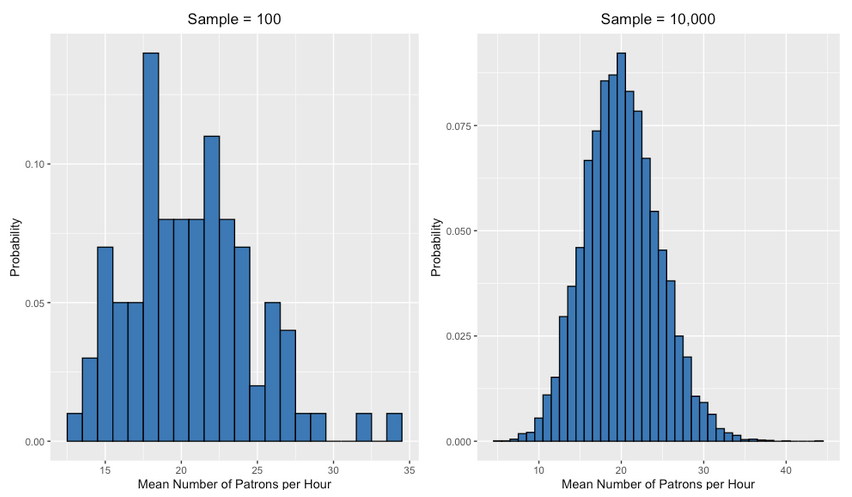 Sample = 100
Probability
0.10
0.05
0.00
15 20 25 30 35
Mean Number of Patrons per Hour
Sample = 10,000
Probability
0.075
0.050
0.025
0.000
10 20 30 40
Mean Number of Patrons per Hour